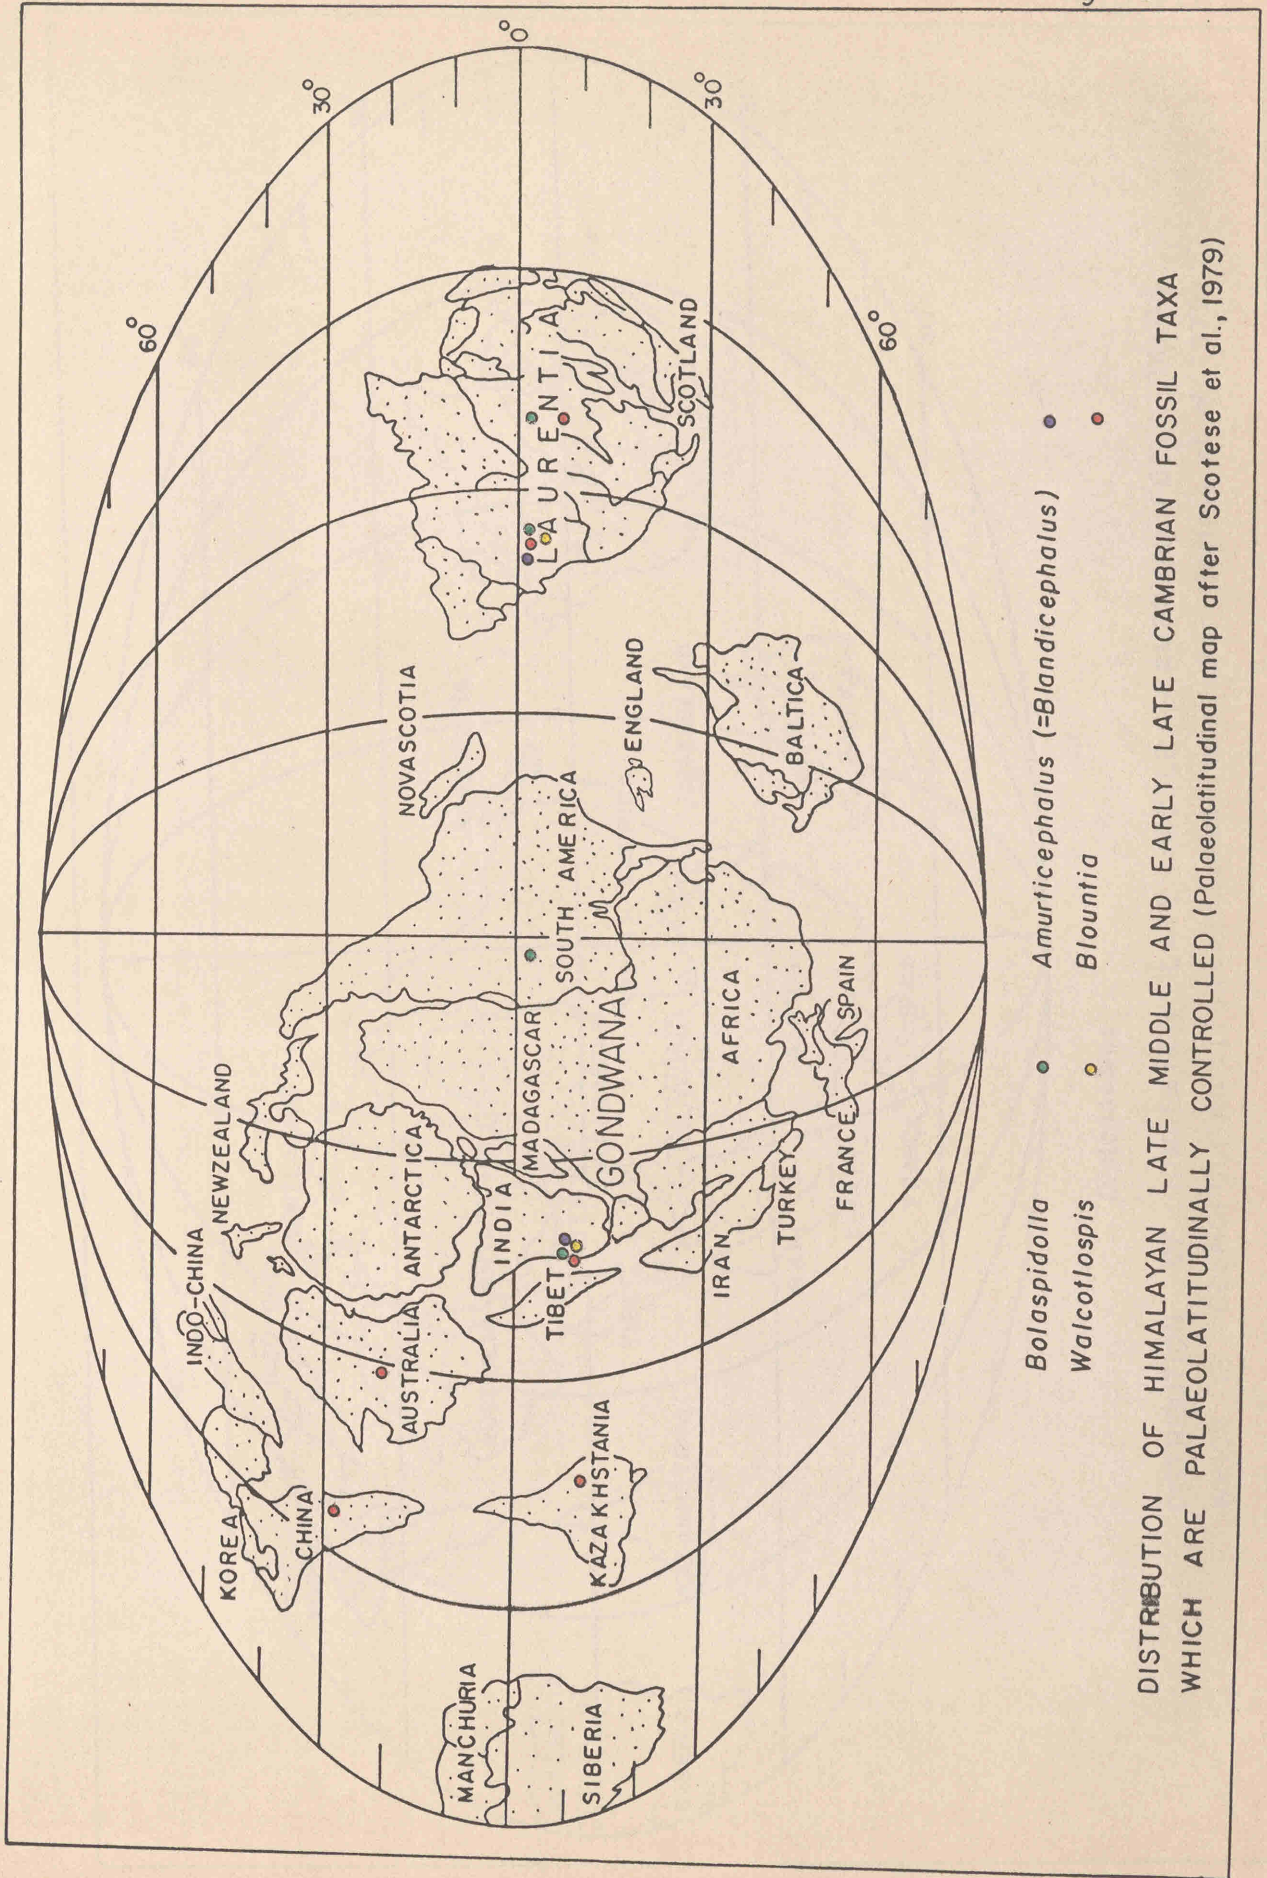 60°
30°
0°
30°
60°
MANCHURIA
SIBERIA
KOREA
CHINA
INDO-CHINA
NEWZEALAND
AUSTRALIA
ANTARCTICA
KAZAKHSTANIA
TIBET
INDIA
MADAGASCAR
GONDWANA
IRAN
TURKEY
FRANCE
SPAIN
AFRICA
SOUTH AMERICA
NOVASCOTIA
ENGLAND
BALTICA
LAURENTIA
SCOTLAND
Bolaspidolla Amurticephalus (=Blandicephalus)
Walcotlospis Blountia
DISTRIBUTION OF HIMALAYAN LATE MIDDLE AND EARLY LATE CAMBRIAN FOSSIL TAXA
WHICH ARE PALAEOLATITUDINALLY CONTROLLED (Palaeolatitudinal map after Scotese et al., 1979)